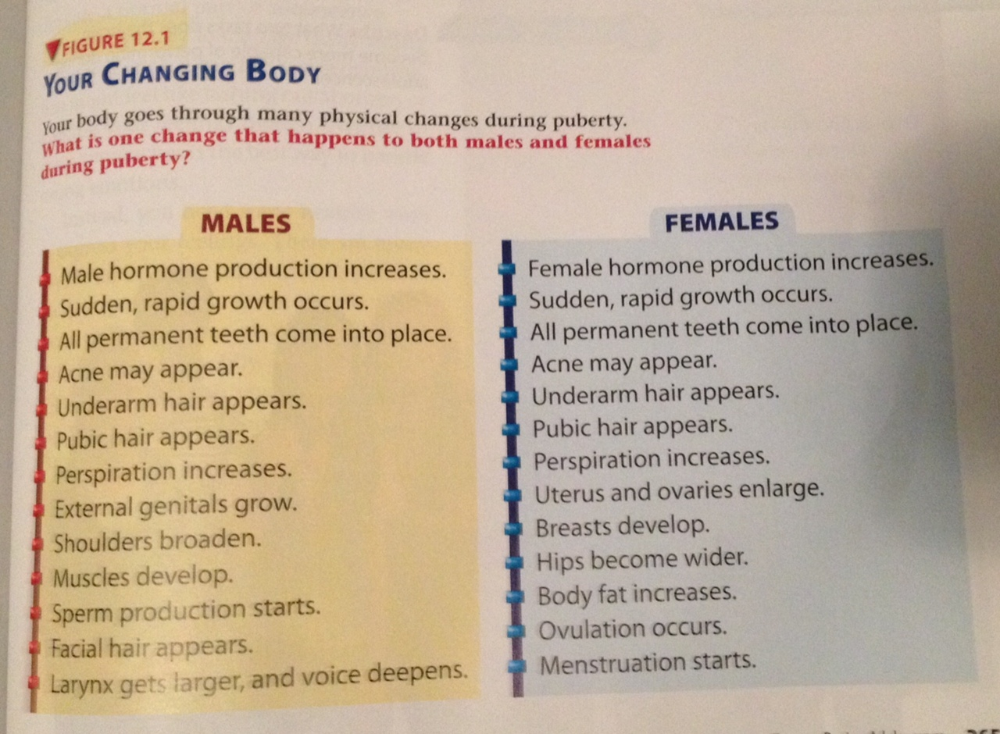 FIGURE 12.1
YOUR CHANGING BODY
Your body goes through many physical changes during puberty.
What is one change that happens to both males and females
during puberty?
MALES
Male hormone production increases.
Sudden, rapid growth occurs.
All permanent teeth come into place.
Acne may appear.
Underarm hair appears.
Pubic hair appears.
Perspiration increases.
External genitals grow.
Shoulders broaden.
Muscles develop.
Sperm production starts.
Facial hair appears.
Larynx gets larger, and voice deepens.
FEMALES
Female hormone production increases.
Sudden, rapid growth occurs.
All permanent teeth come into place.
Acne may appear.
Underarm hair appears.
Pubic hair appears.
Perspiration increases.
Uterus and ovaries enlarge.
Breasts develop.
Hips become wider.
Body fat increases.
Ovulation occurs.
Menstruation starts.